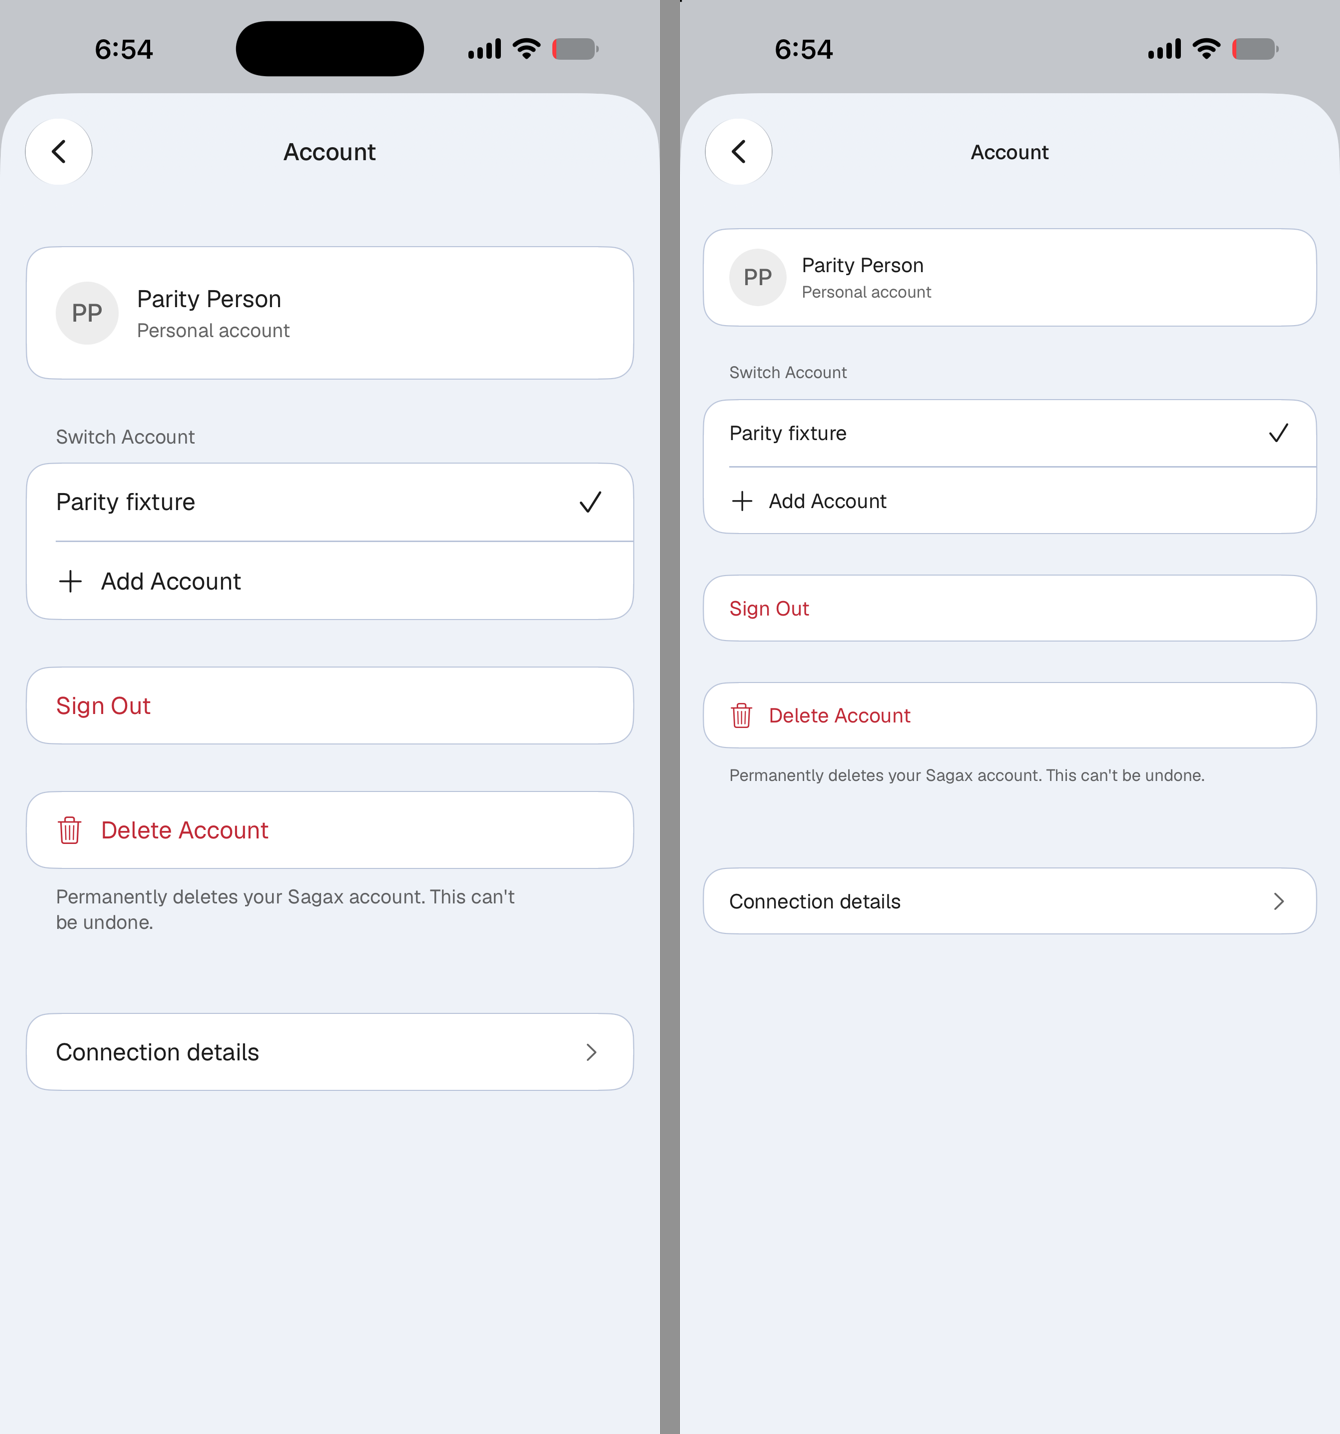 6:54
Account
PP
Parity Person
Personal account
Switch Account
Parity fixture
Add Account
Sign Out
Delete Account
Permanently deletes your Sagax account. This can't
be undone.
Connection details
6:54
Account
PP
Parity Person
Personal account
Switch Account
Parity fixture
Add Account
Sign Out
Delete Account
Permanently deletes your Sagax account. This can't be undone.
Connection details